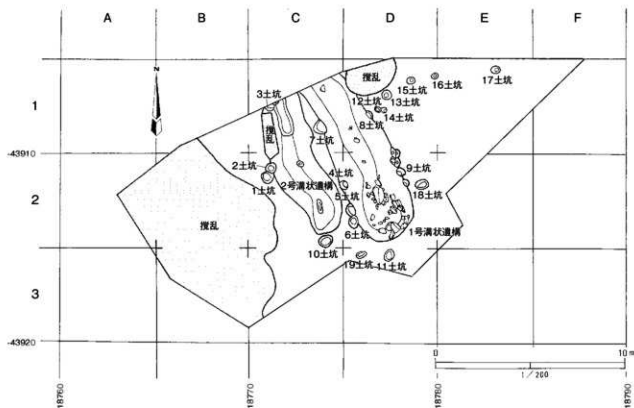 A B C D E F
N
1
2
3
3土坑
撹乱
撹乱
撹乱
12土坑
13土坑
14土坑
15土坑
16土坑
17土坑
8土坑
7土坑
2土坑
1土坑
2号溝状遺構
4土坑
5土坑
6土坑
9土坑
18土坑
1号溝状遺構
10土坑
19土坑
11土坑
-43910
-43920
0 10m
1/200
18760
18770
18780
18790